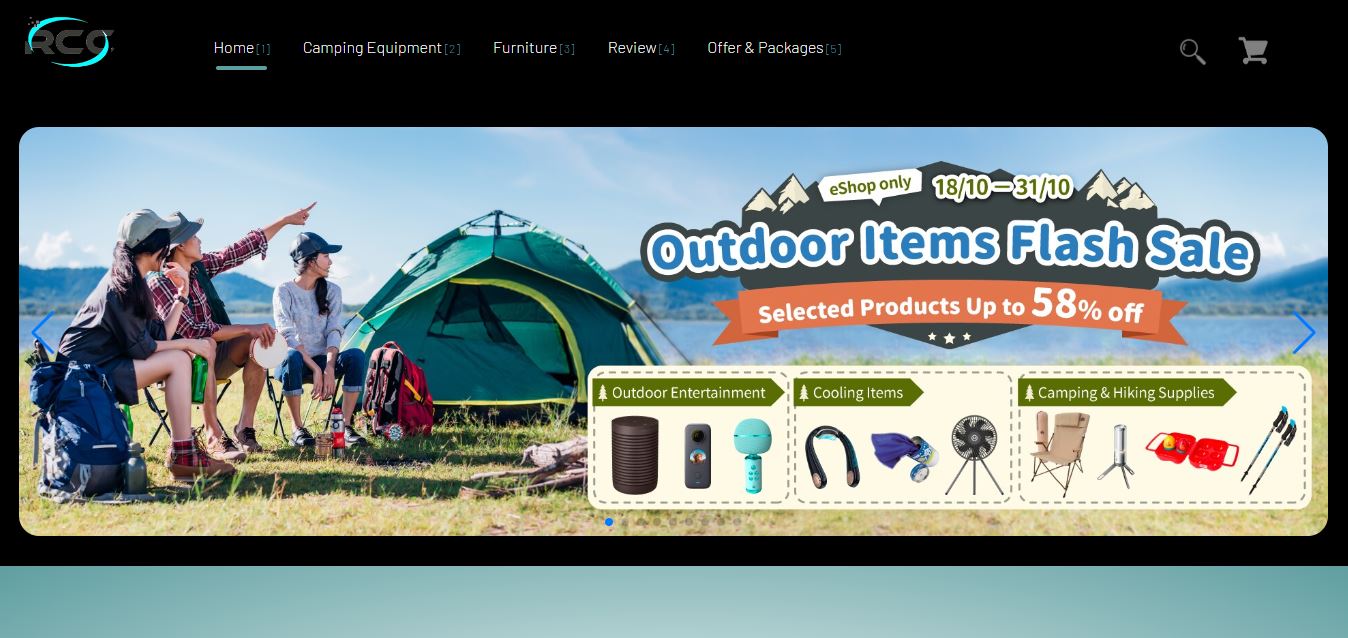 RCG
Home[1]
Camping Equipment[2]
Furniture[3]
Review[4]
Offer & Packages[5]
eShop only
18/10 — 31/10
Outdoor Items Flash Sale
Selected Products Up to 58% off
Outdoor Entertainment
Cooling Items
Camping & Hiking Supplies